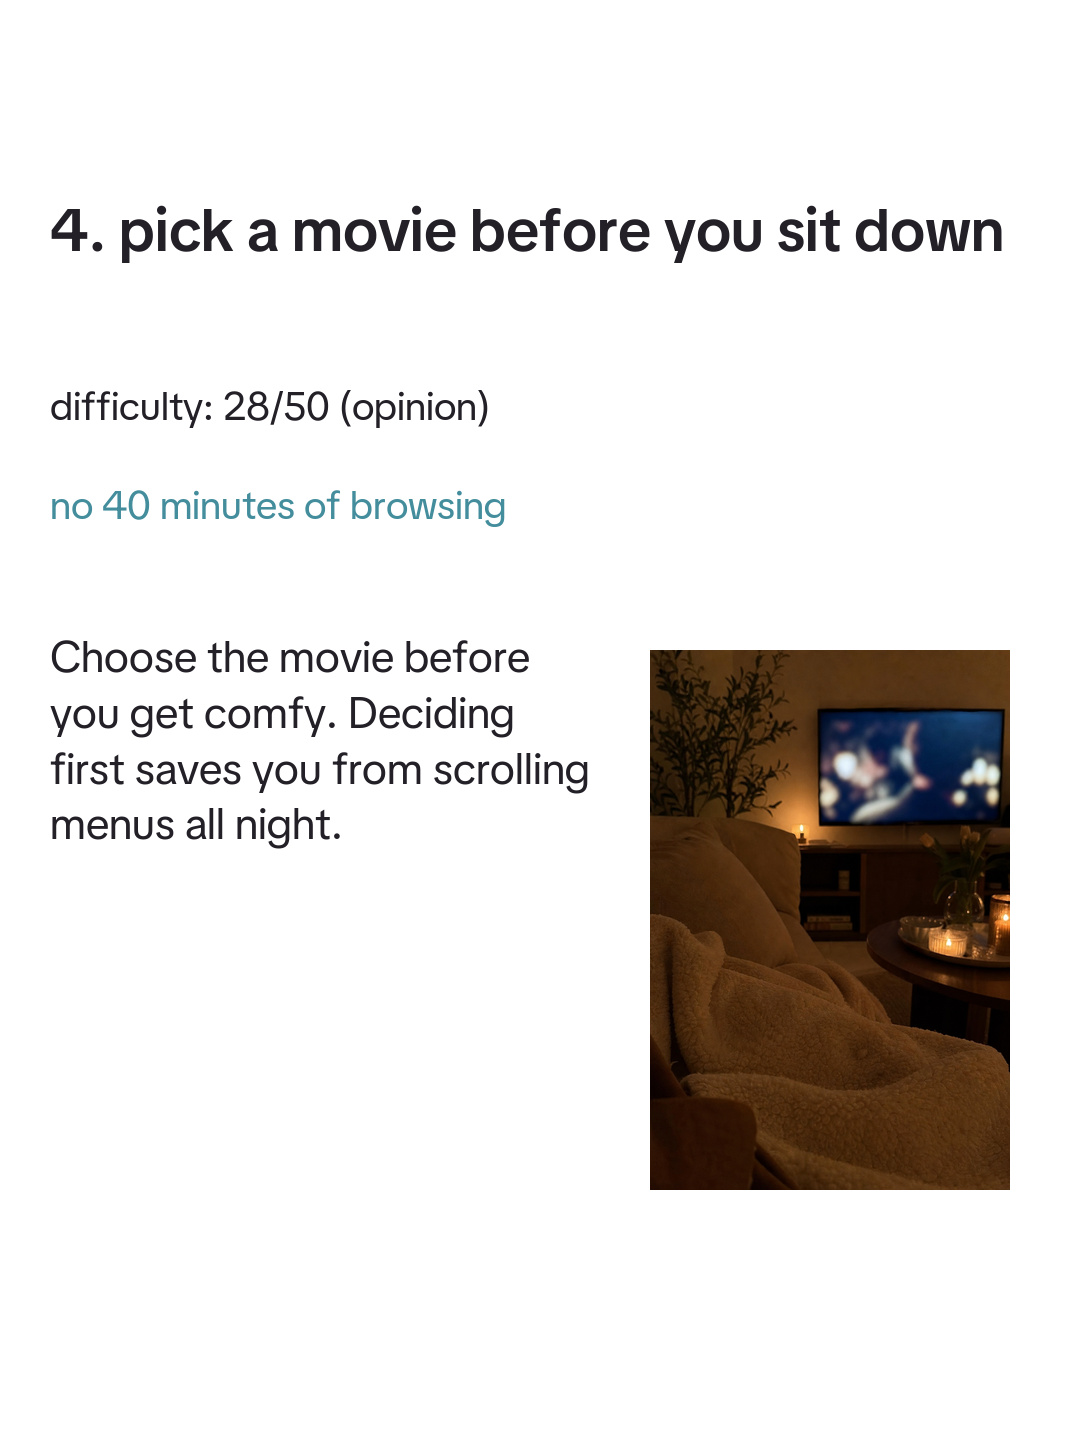 4. pick a movie before you sit down
difficulty: 28/50 (opinion)
no 40 minutes of browsing
Choose the movie before
you get comfy. Deciding
first saves you from scrolling
menus all night.